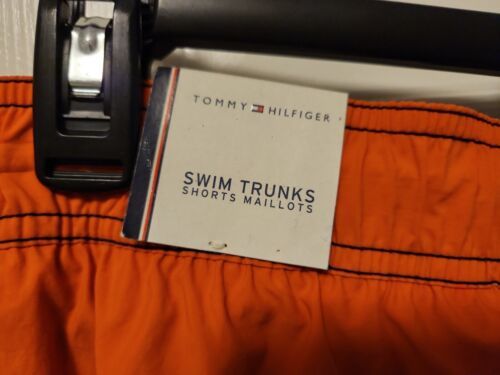 TOMMY HILFIGER
SWIM TRUNKS
SHORTS MAILLOTS